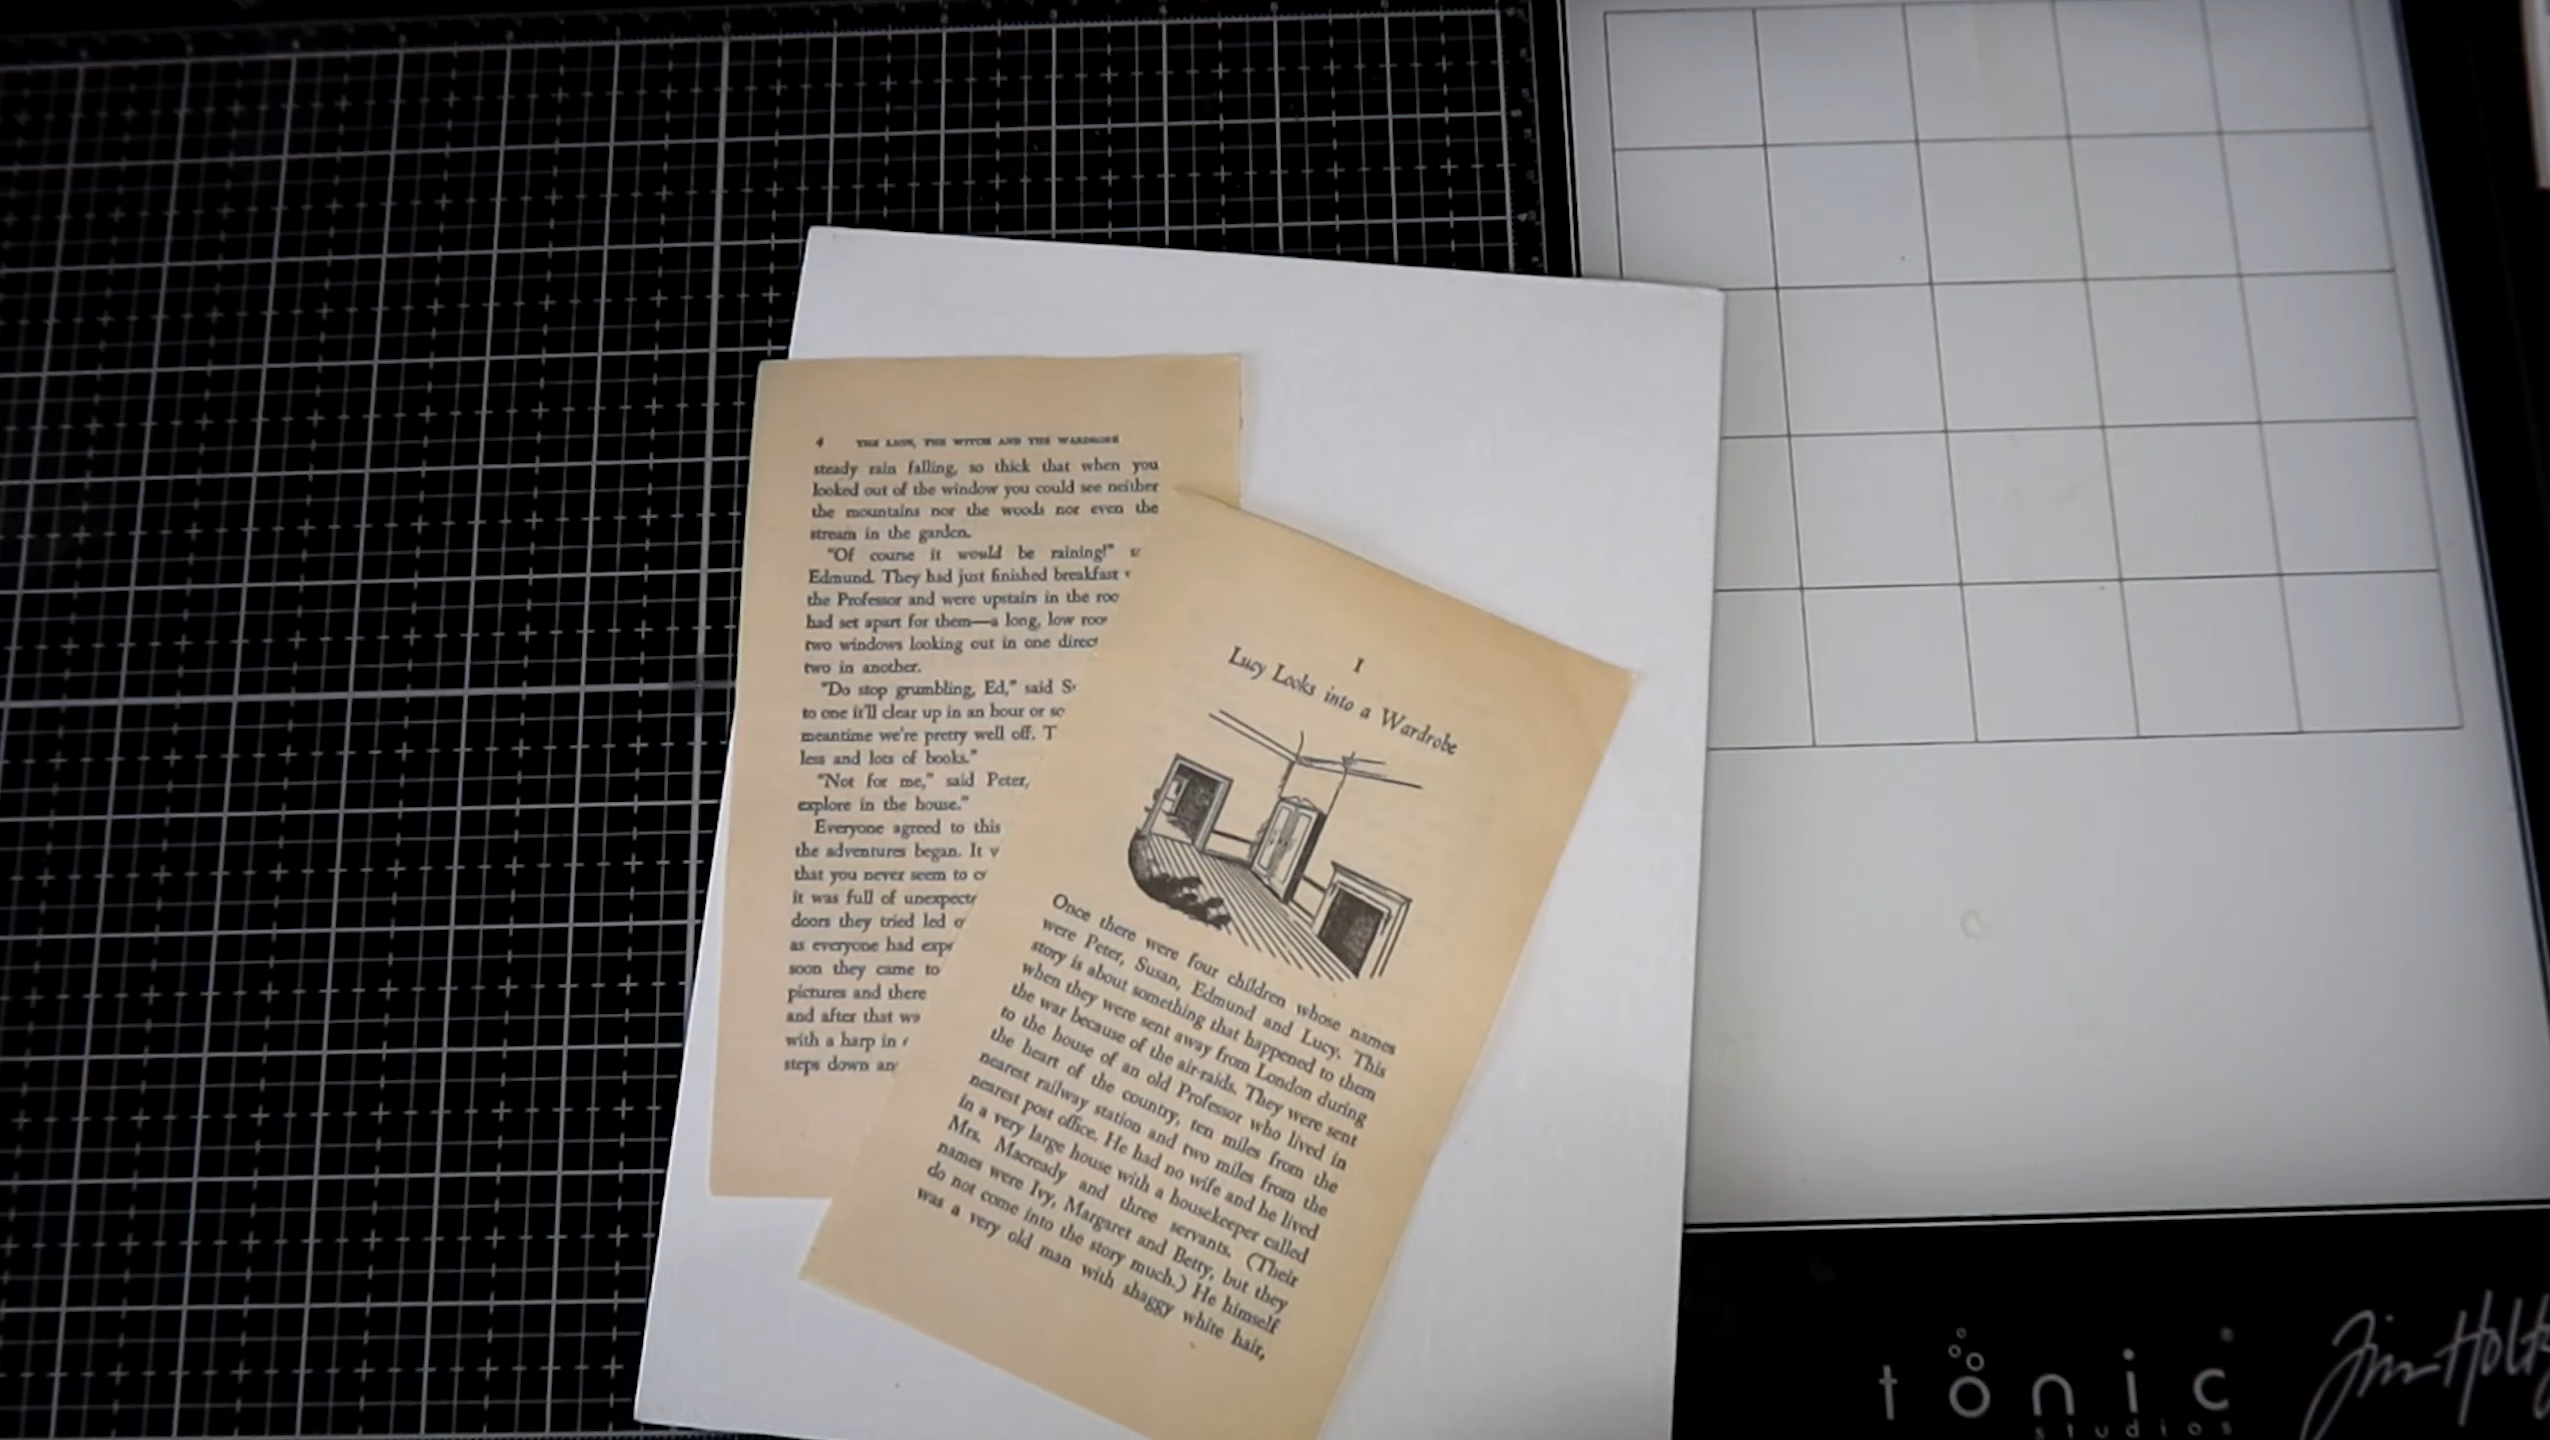 4 THE LION, THE WITCH AND THE WARDROBE
steady rain falling, so thick that when you
looked out of the window you could see neither
the mountains nor the woods nor even the
stream in the garden.
"Of course it would be raining!"
Edmund. They had just finished breakfast
the Professor and were upstairs in the
had set apart for them—a long, low
two windows looking out in one
two in another.
"Do stop grumbling, Ed," said
to one it'll clear up in an hour or so
meantime we're pretty well off.
less and lots of books."
"Not for me," said Peter,
explore in the house."
Everyone agreed to this
the adventures began. It
that you never seem to
it was full of
doors they tried led
as everyone had
soon they came to
pictures and there
and after that
with a harp in
steps down
I
Lucy Looks into a Wardrobe
Once there were four children whose names
were Peter, Susan, Edmund and Lucy. This
story is about something that happened to them
when they were sent away from London during
the war because of the air-raids. They were sent
to the house of an old Professor who lived in
the heart of the country, ten miles from the
nearest railway station and two miles from the
nearest post office. He had no wife and he lived
in a very large house with a housekeeper called
Mrs. Macready and three servants. (Their
names were Ivy, Margaret and Betty, but they
do not come into the story much.) He himself
was a very old man with shaggy white hair,
tonic
studios
Tim Holtz